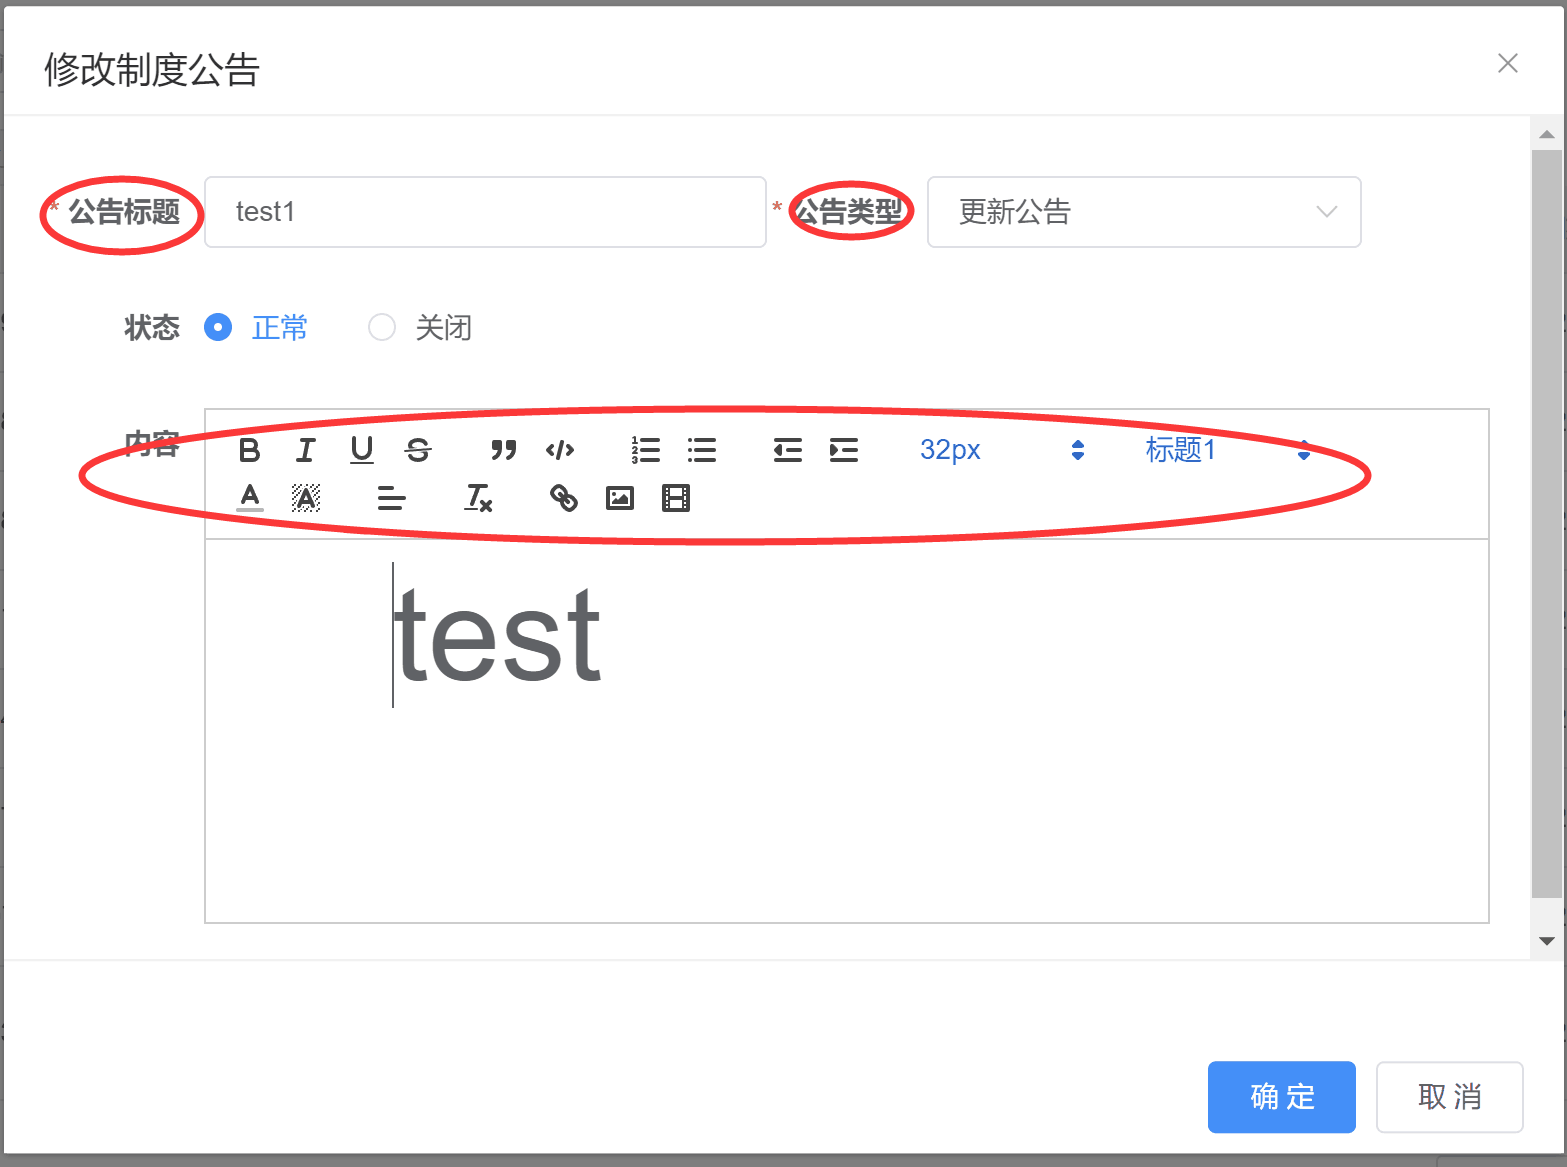 修改制度公告
* 公告标题 test1 * 公告类型 更新公告
状态 正常 关闭
内容 32px 标题1
test
确定 取消